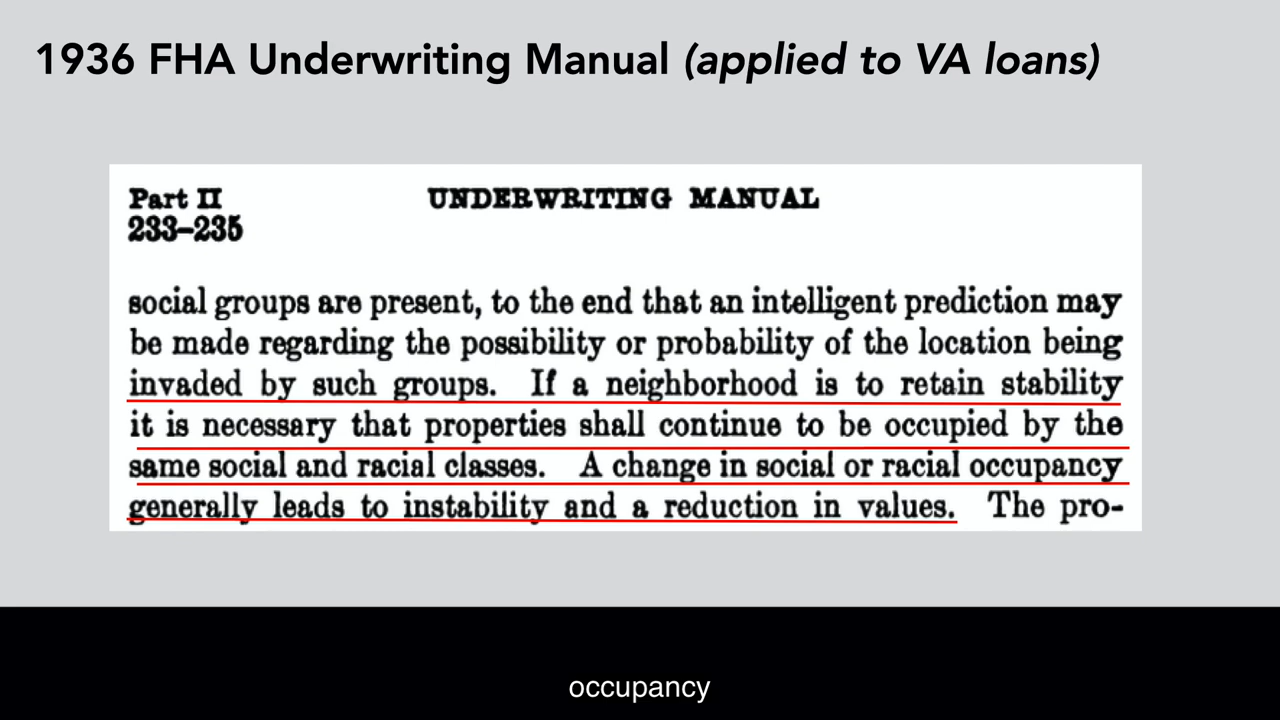 1936 FHA Underwriting Manual (applied to VA loans)
Part II UNDERWRITING MANUAL
233–235
social groups are present, to the end that an intelligent prediction may
be made regarding the possibility or probability of the location being
invaded by such groups. If a neighborhood is to retain stability
it is necessary that properties shall continue to be occupied by the
same social and racial classes. A change in social or racial occupancy
generally leads to instability and a reduction in values. The pro-
occupancy